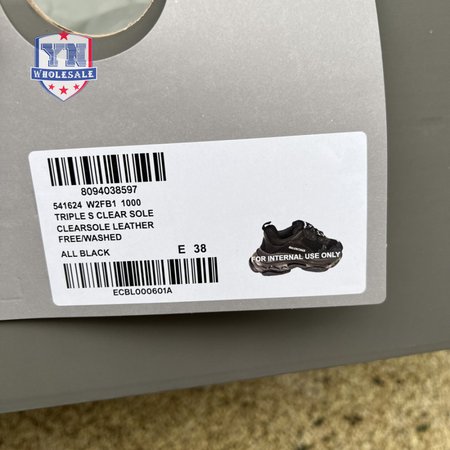 YN
WHOLESALE
8094038597
541624 W2FB1 1000
TRIPLE S CLEAR SOLE
CLEARSOLE LEATHER
FREE/WASHED
ALL BLACK E 38
ECBL000601A
BALENCIAGA
FOR INTERNAL USE ONLY